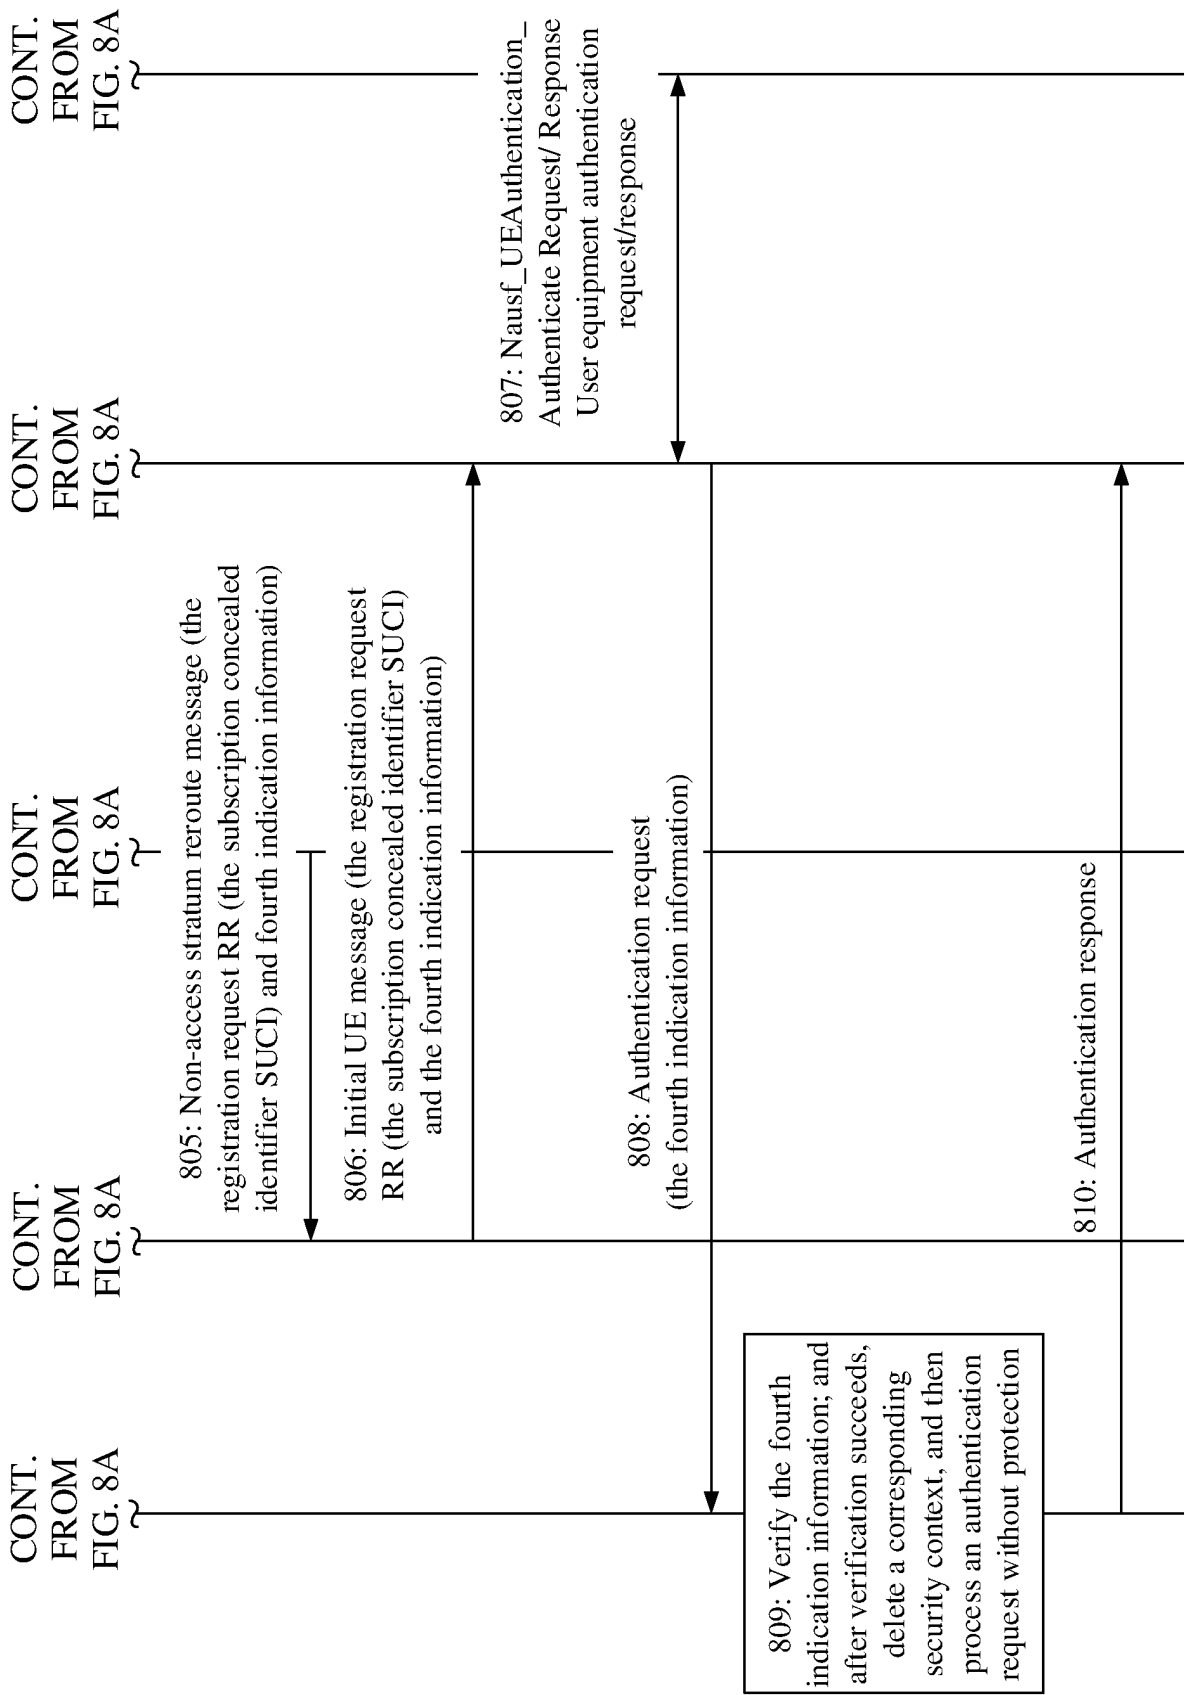 CONT.
FROM
FIG. 8A
CONT.
FROM
FIG. 8A
CONT.
FROM
FIG. 8A
CONT.
FROM
FIG. 8A
CONT.
FROM
FIG. 8A
805: Non-access stratum reroute message (the
registration request RR (the subscription concealed
identifier SUCI) and fourth indication information)
806: Initial UE message (the registration request
RR (the subscription concealed identifier SUCI)
and the fourth indication information)
807: Nausf_UEAuthentication_
Authenticate Request/ Response
User equipment authentication
request/response
808: Authentication request
(the fourth indication information)
809: Verify the fourth
indication information; and
after verification succeeds,
delete a corresponding
security context, and then
process an authentication
request without protection
810: Authentication response